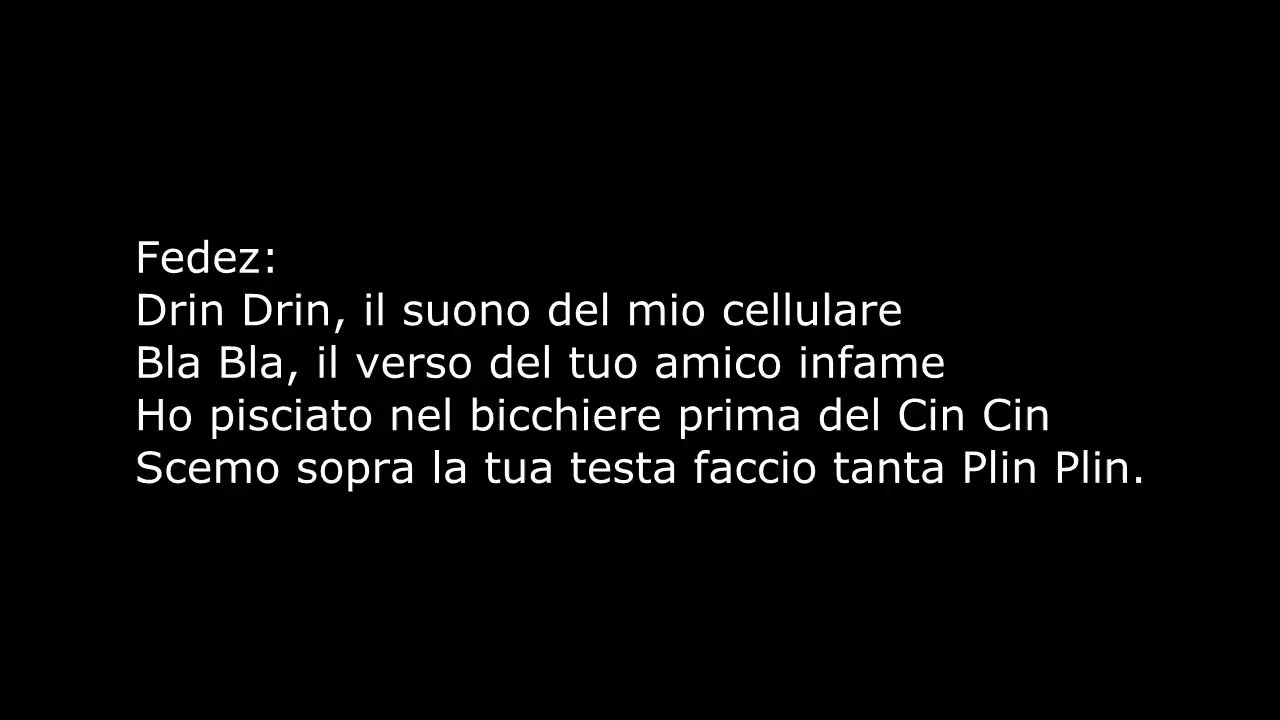 Fedez:
Drin Drin, il suono del mio cellulare
Bla Bla, il verso del tuo amico infame
Ho pisciato nel bicchiere prima del Cin Cin
Scemo sopra la tua testa faccio tanta Plin Plin.